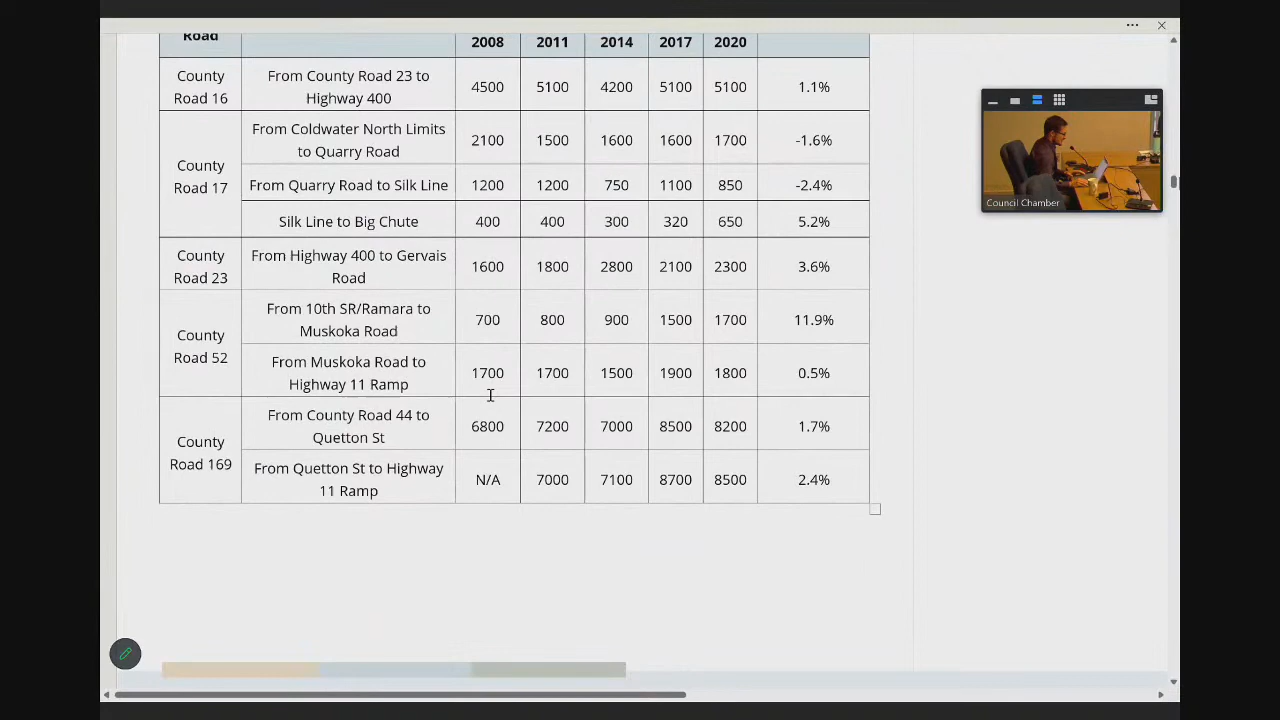 Road 2008 2011 2014 2017 2020
County Road 16 From County Road 23 to Highway 400 4500 5100 4200 5100 5100 1.1%
County Road 17 From Coldwater North Limits to Quarry Road 2100 1500 1600 1600 1700 -1.6%
From Quarry Road to Silk Line 1200 1200 750 1100 850 -2.4%
Silk Line to Big Chute 400 400 300 320 650 5.2%
County Road 23 From Highway 400 to Gervais Road 1600 1800 2800 2100 2300 3.6%
County Road 52 From 10th SR/Ramara to Muskoka Road 700 800 900 1500 1700 11.9%
From Muskoka Road to Highway 11 Ramp 1700 1700 1500 1900 1800 0.5%
County Road 169 From County Road 44 to Quetton St 6800 7200 7000 8500 8200 1.7%
From Quetton St to Highway 11 Ramp N/A 7000 7100 8700 8500 2.4%
Council Chamber